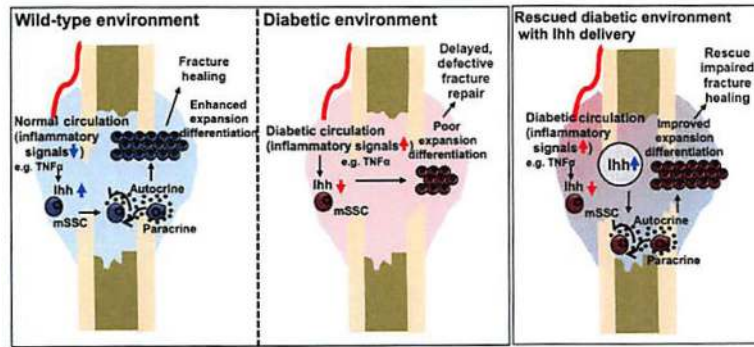 Wild-type environment
Fracture
healing
Enhanced
expansion
differentiation
Normal circulation
(inflammatory
signals)
e.g. TNFα
Ihh
mSSC
Autocrine
Paracrine
Diabetic environment
Delayed,
defective
fracture
repair
Diabetic circulation
(inflammatory signals)
e.g. TNFα
Poor
expansion
differentiation
Ihh
mSSC
Rescued diabetic environment
with Ihh delivery
Rescue
impaired
fracture
healing
Diabetic circulation
(inflammatory
signals)
e.g. TNFα
Improved
expansion
differentiation
Ihh
Ihh
mSSC
Autocrine
Paracrine